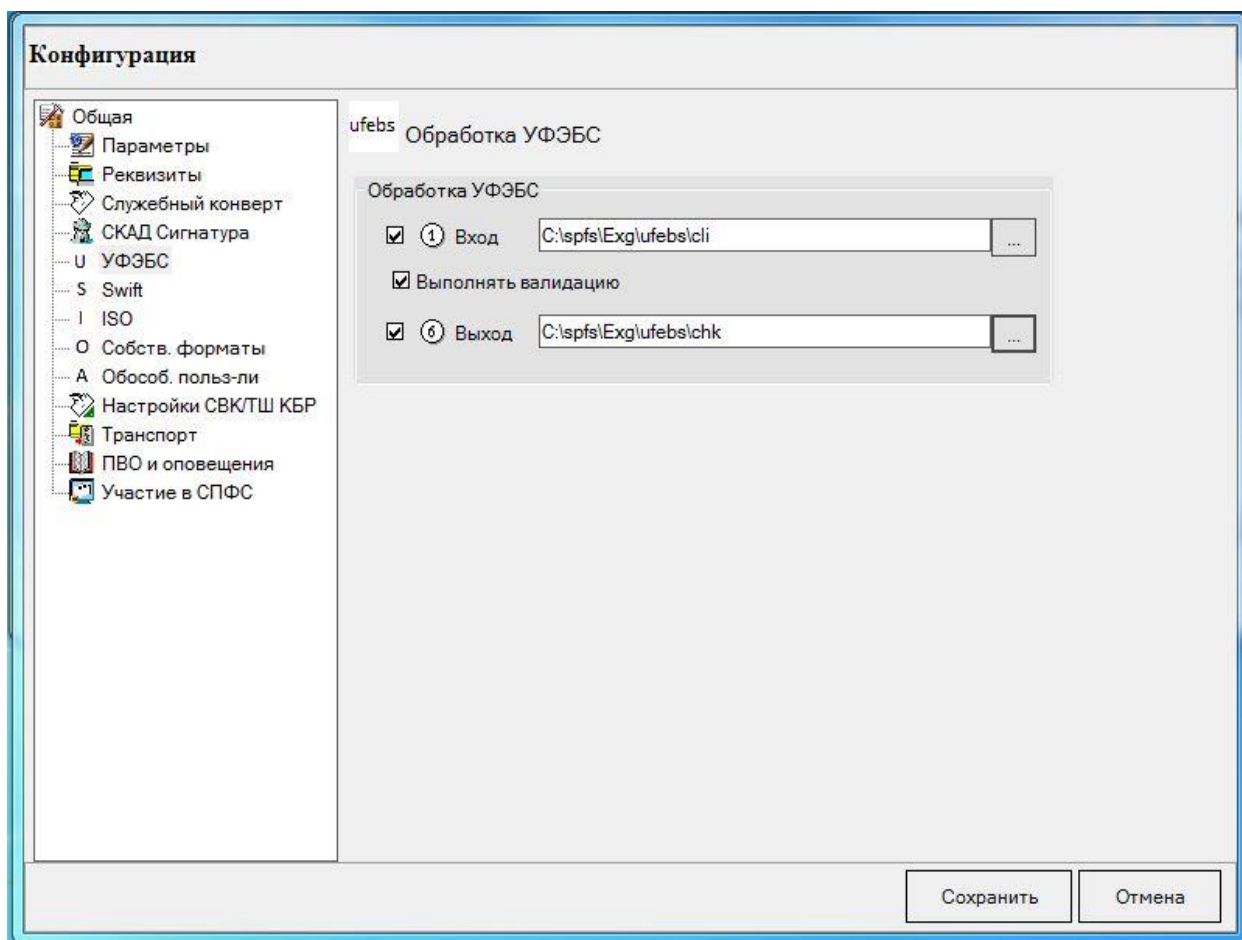 Конфигурация
Общая
Параметры
Реквизиты
Служебный конверт
СКАД Сигнатура
U УФЭБС
S Swift
I ISO
O Собств. форматы
A Обособ. польз-ли
Настройки СВК/ТШ КБР
Транспорт
ПВО и оповещения
Участие в СПФС
ufebs Обработка УФЭБС
Обработка УФЭБС
1 Вход C:\spfs\Exg\ufebs\cli ...
Выполнять валидацию
6 Выход C:\spfs\Exg\ufebs\chk ...
Сохранить Отмена